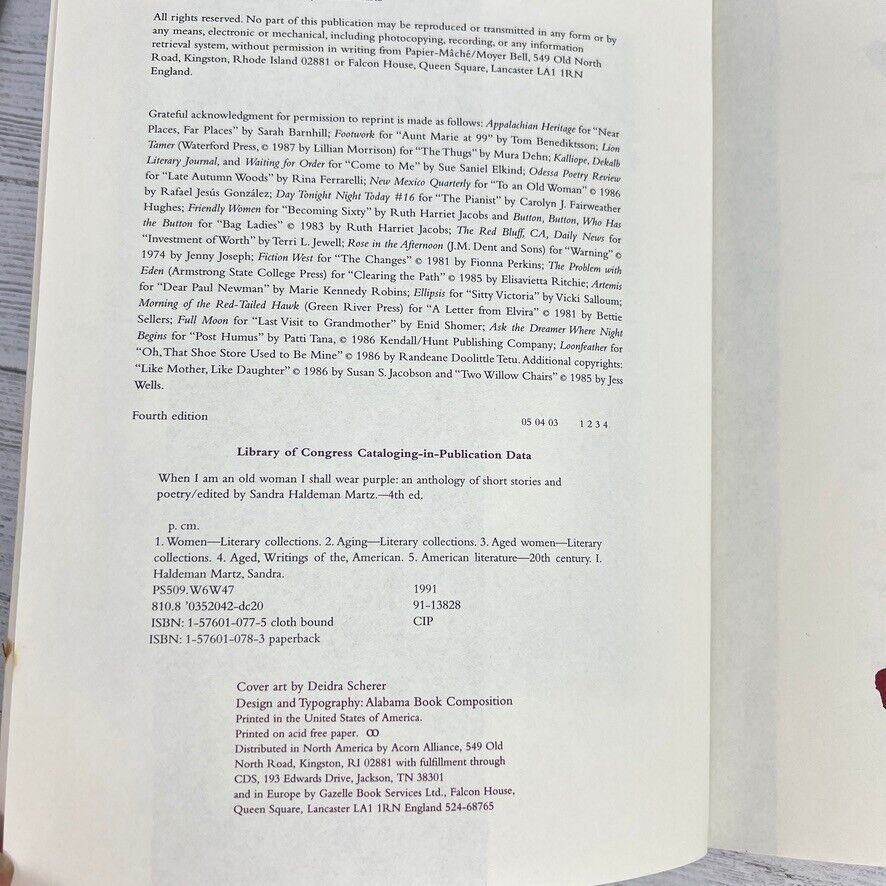 All rights reserved. No part of this publication may be reproduced or transmitted in any form or by
any means, electronic or mechanical, including photocopying, recording, or any information
retrieval system, without permission in writing from Papier-Mâché/Moyer Bell, 549 Old North
Road, Kingston, Rhode Island 02881 or Falcon House, Queen Square, Lancaster LA1 1RN
England.
Grateful acknowledgment for permission to reprint is made as follows: Appalachian Heritage for "Near
Places, Far Places" by Sarah Barnhill; Footwork for "Aunt Marie at 99" by Tom Benediktsson; Lion
Tamer (Waterford Press, © 1987 by Lillian Morrison) for "The Thugs" by Mura Dehn; Kalliope, Dekalb
Literary Journal, and Waiting for Order for "Come to Me" by Sue Saniel Elkind; Odessa Poetry Review
for "Late Autumn Woods" by Rina Ferrarelli; New Mexico Quarterly for "To an Old Woman" © 1986
by Rafael Jesús González; Day Tonight Night Today #16 for "The Pianist" by Carolyn J. Fairweather
Hughes; Friendly Women for "Becoming Sixty" by Ruth Harriet Jacobs and Button, Button, Who Has
the Button for "Bag Ladies" © 1983 by Ruth Harriet Jacobs; The Red Bluff, CA, Daily News for
"Investment of Worth" by Terri L. Jewell; Rose in the Afternoon (J.M. Dent and Sons) for "Warning" ©
1974 by Jenny Joseph; Fiction West for "The Changes" © 1981 by Fionna Perkins; The Problem with
Eden (Armstrong State College Press) for "Clearing the Path" © 1985 by Elisavietta Ritchie; Artemis
for "Dear Paul Newman" by Marie Kennedy Robins; Ellipsis for "Sitty Victoria" by Vicki Salloum;
Morning of the Red-Tailed Hawk (Green River Press) for "A Letter from Elvira" © 1981 by Bettie
Sellers; Full Moon for "Last Visit to Grandmother" by Enid Shomer; Ask the Dreamer Where Night
Begins for "Post Humus" by Patti Tana, © 1986 Kendall/Hunt Publishing Company; Loonfeather for
"Oh, That Shoe Store Used to Be Mine" © 1986 by Randeane Doolittle Tetu. Additional copyrights:
"Like Mother, Like Daughter" © 1986 by Susan S. Jacobson and "Two Willow Chairs" © 1985 by Jess
Wells.
Fourth edition 05 04 03 1 2 3 4
Library of Congress Cataloging-in-Publication Data
When I am an old woman I shall wear purple: an anthology of short stories and
poetry/edited by Sandra Haldeman Martz.—4th ed.
p. cm.
1. Women—Literary collections. 2. Aging—Literary collections. 3. Aged women—Literary
collections. 4. Aged, Writings of the, American. 5. American literature—20th century. I.
Haldeman Martz, Sandra.
PS509.W6W47 1991
810.8 '0352042-dc20 91-13828
ISBN: 1-57601-077-5 cloth bound CIP
ISBN: 1-57601-078-3 paperback
Cover art by Deidra Scherer
Design and Typography: Alabama Book Composition
Printed in the United States of America.
Printed on acid free paper. ∞
Distributed in North America by Acorn Alliance, 549 Old
North Road, Kingston, RI 02881 with fulfillment through
CDS, 193 Edwards Drive, Jackson, TN 38301
and in Europe by Gazelle Book Services Ltd., Falcon House,
Queen Square, Lancaster LA1 1RN England 524-68765